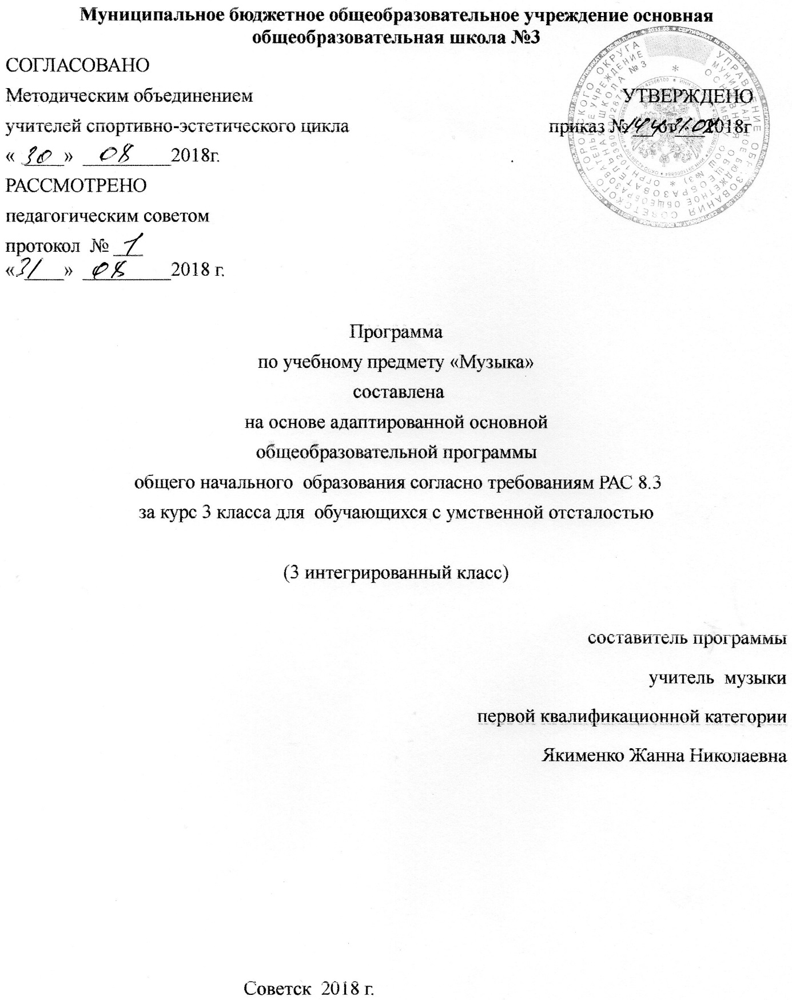 Муниципальное бюджетное общеобразовательное учреждение основная
общеобразовательная школа №3
СОГЛАСОВАНО
Методическим объединением
УТВЕРЖДЕНО
учителей спортивно-эстетического цикла
приказ № 144 от 31.08 2018г
« 30 » 08 2018г.
РАССМОТРЕНО
педагогическим советом
протокол № 1
«31» 08 2018 г.
Программа
по учебному предмету «Музыка»
составлена
на основе адаптированной основной
общеобразовательной программы
общего начального образования согласно требованиям РАС 8.3
за курс 3 класса для обучающихся с умственной отсталостью
(3 интегрированный класс)
составитель программы
учитель музыки
первой квалификационной категории
Якименко Жанна Николаевна
Советск 2018 г.